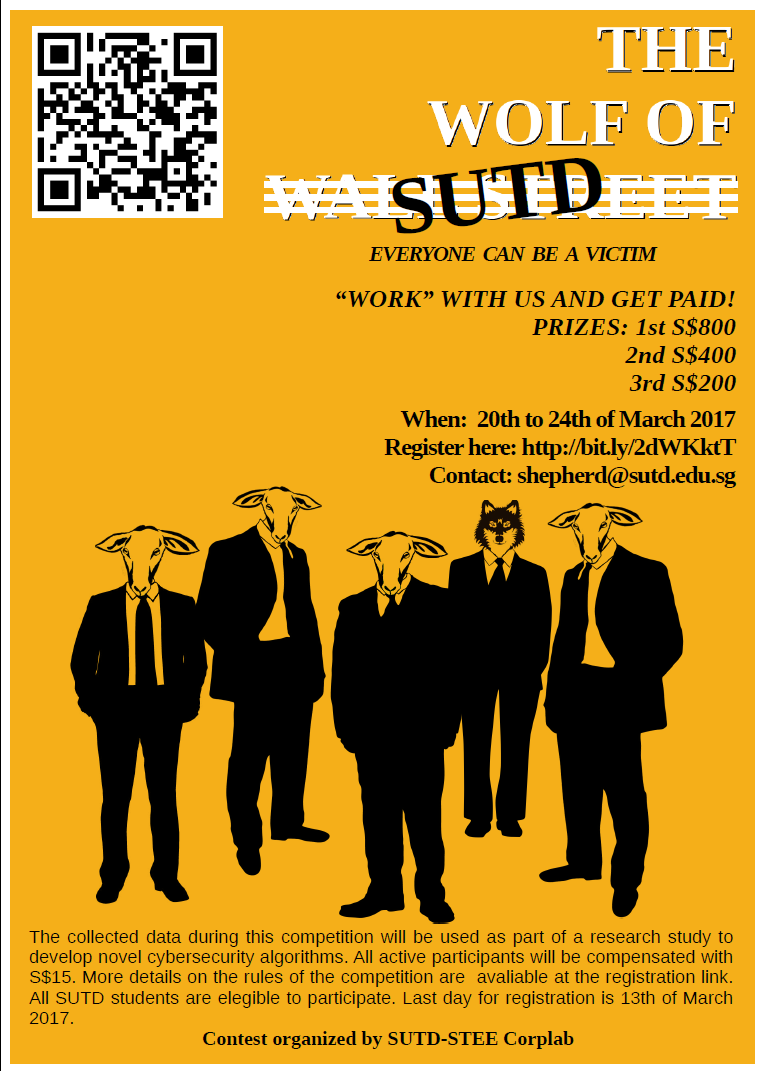 THE
WOLF OF
WALL STREET
SUTD
EVERYONE CAN BE A VICTIM
“WORK” WITH US AND GET PAID!
PRIZES: 1st S$800
2nd S$400
3rd S$200
When:  20th to 24th of March 2017
Register here: http://bit.ly/2dWKktT
Contact: shepherd@sutd.edu.sg
The collected data during this competition will be used as part of a research study to
develop novel cybersecurity algorithms. All active participants will be compensated with
S$15. More details on the rules of the competition are  avaliable at the registration link.
All SUTD students are elegible to participate. Last day for registration is 13th of March
2017.
Contest organized by SUTD-STEE Corplab